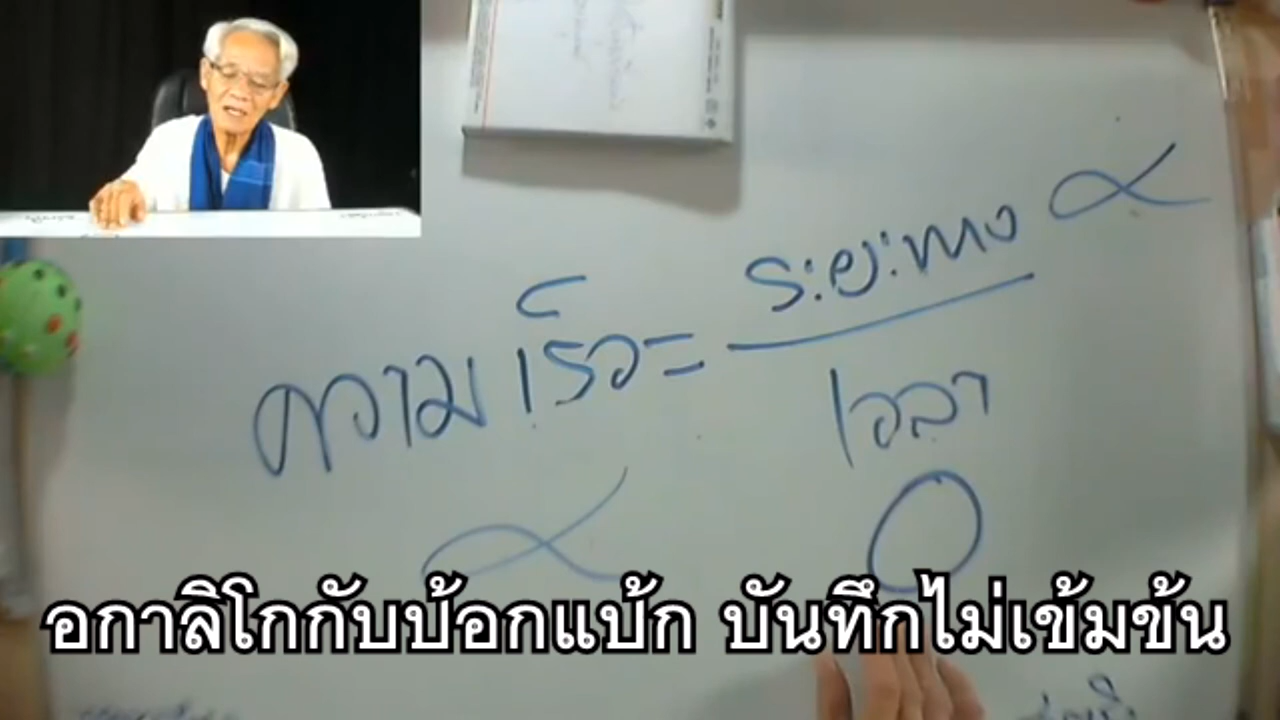 ระยะทาง ∝
ความเร็ว =
เวลา
∝
0
อกาลิโกกับบ้อกแบ้ก บันทึกไม่เข้มข้น